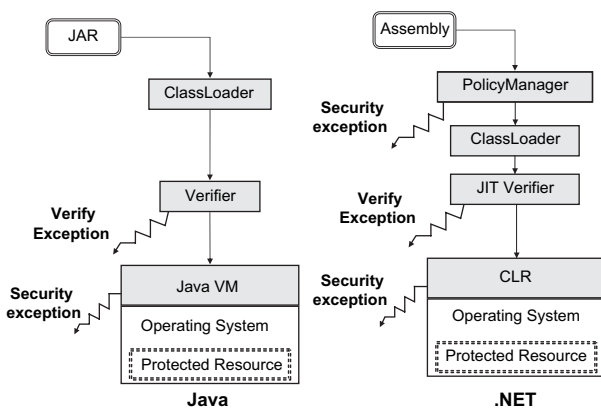 JAR
ClassLoader
Verifier
Verify
Exception
Java VM
Security
exception
Operating System
Protected Resource
Java
Assembly
PolicyManager
Security
exception
ClassLoader
JIT Verifier
Verify
Exception
CLR
Security
exception
Operating System
Protected Resource
.NET